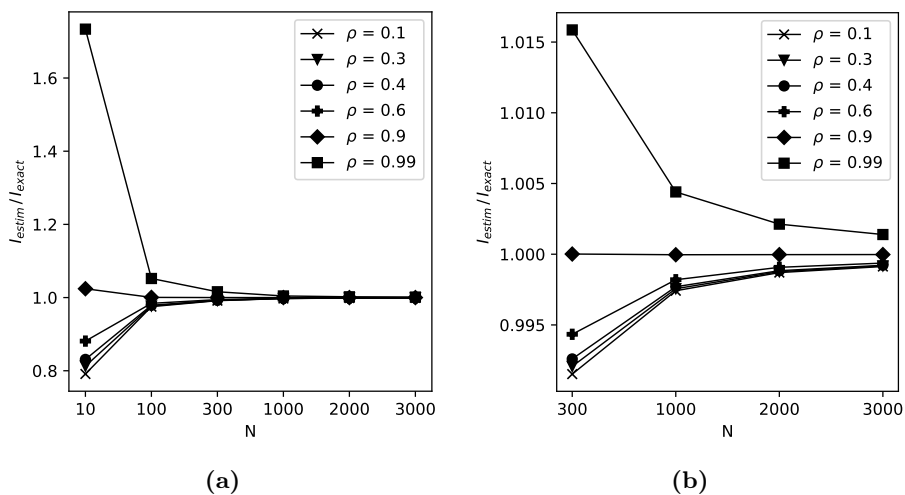 1.6
1.4
1.2
1.0
0.8
I_estim / I_exact
10 100 300 1000 2000 3000
N
ρ = 0.1
ρ = 0.3
ρ = 0.4
ρ = 0.6
ρ = 0.9
ρ = 0.99
(a)
1.015
1.010
1.005
1.000
0.995
I_estim / I_exact
300 1000 2000 3000
N
ρ = 0.1
ρ = 0.3
ρ = 0.4
ρ = 0.6
ρ = 0.9
ρ = 0.99
(b)